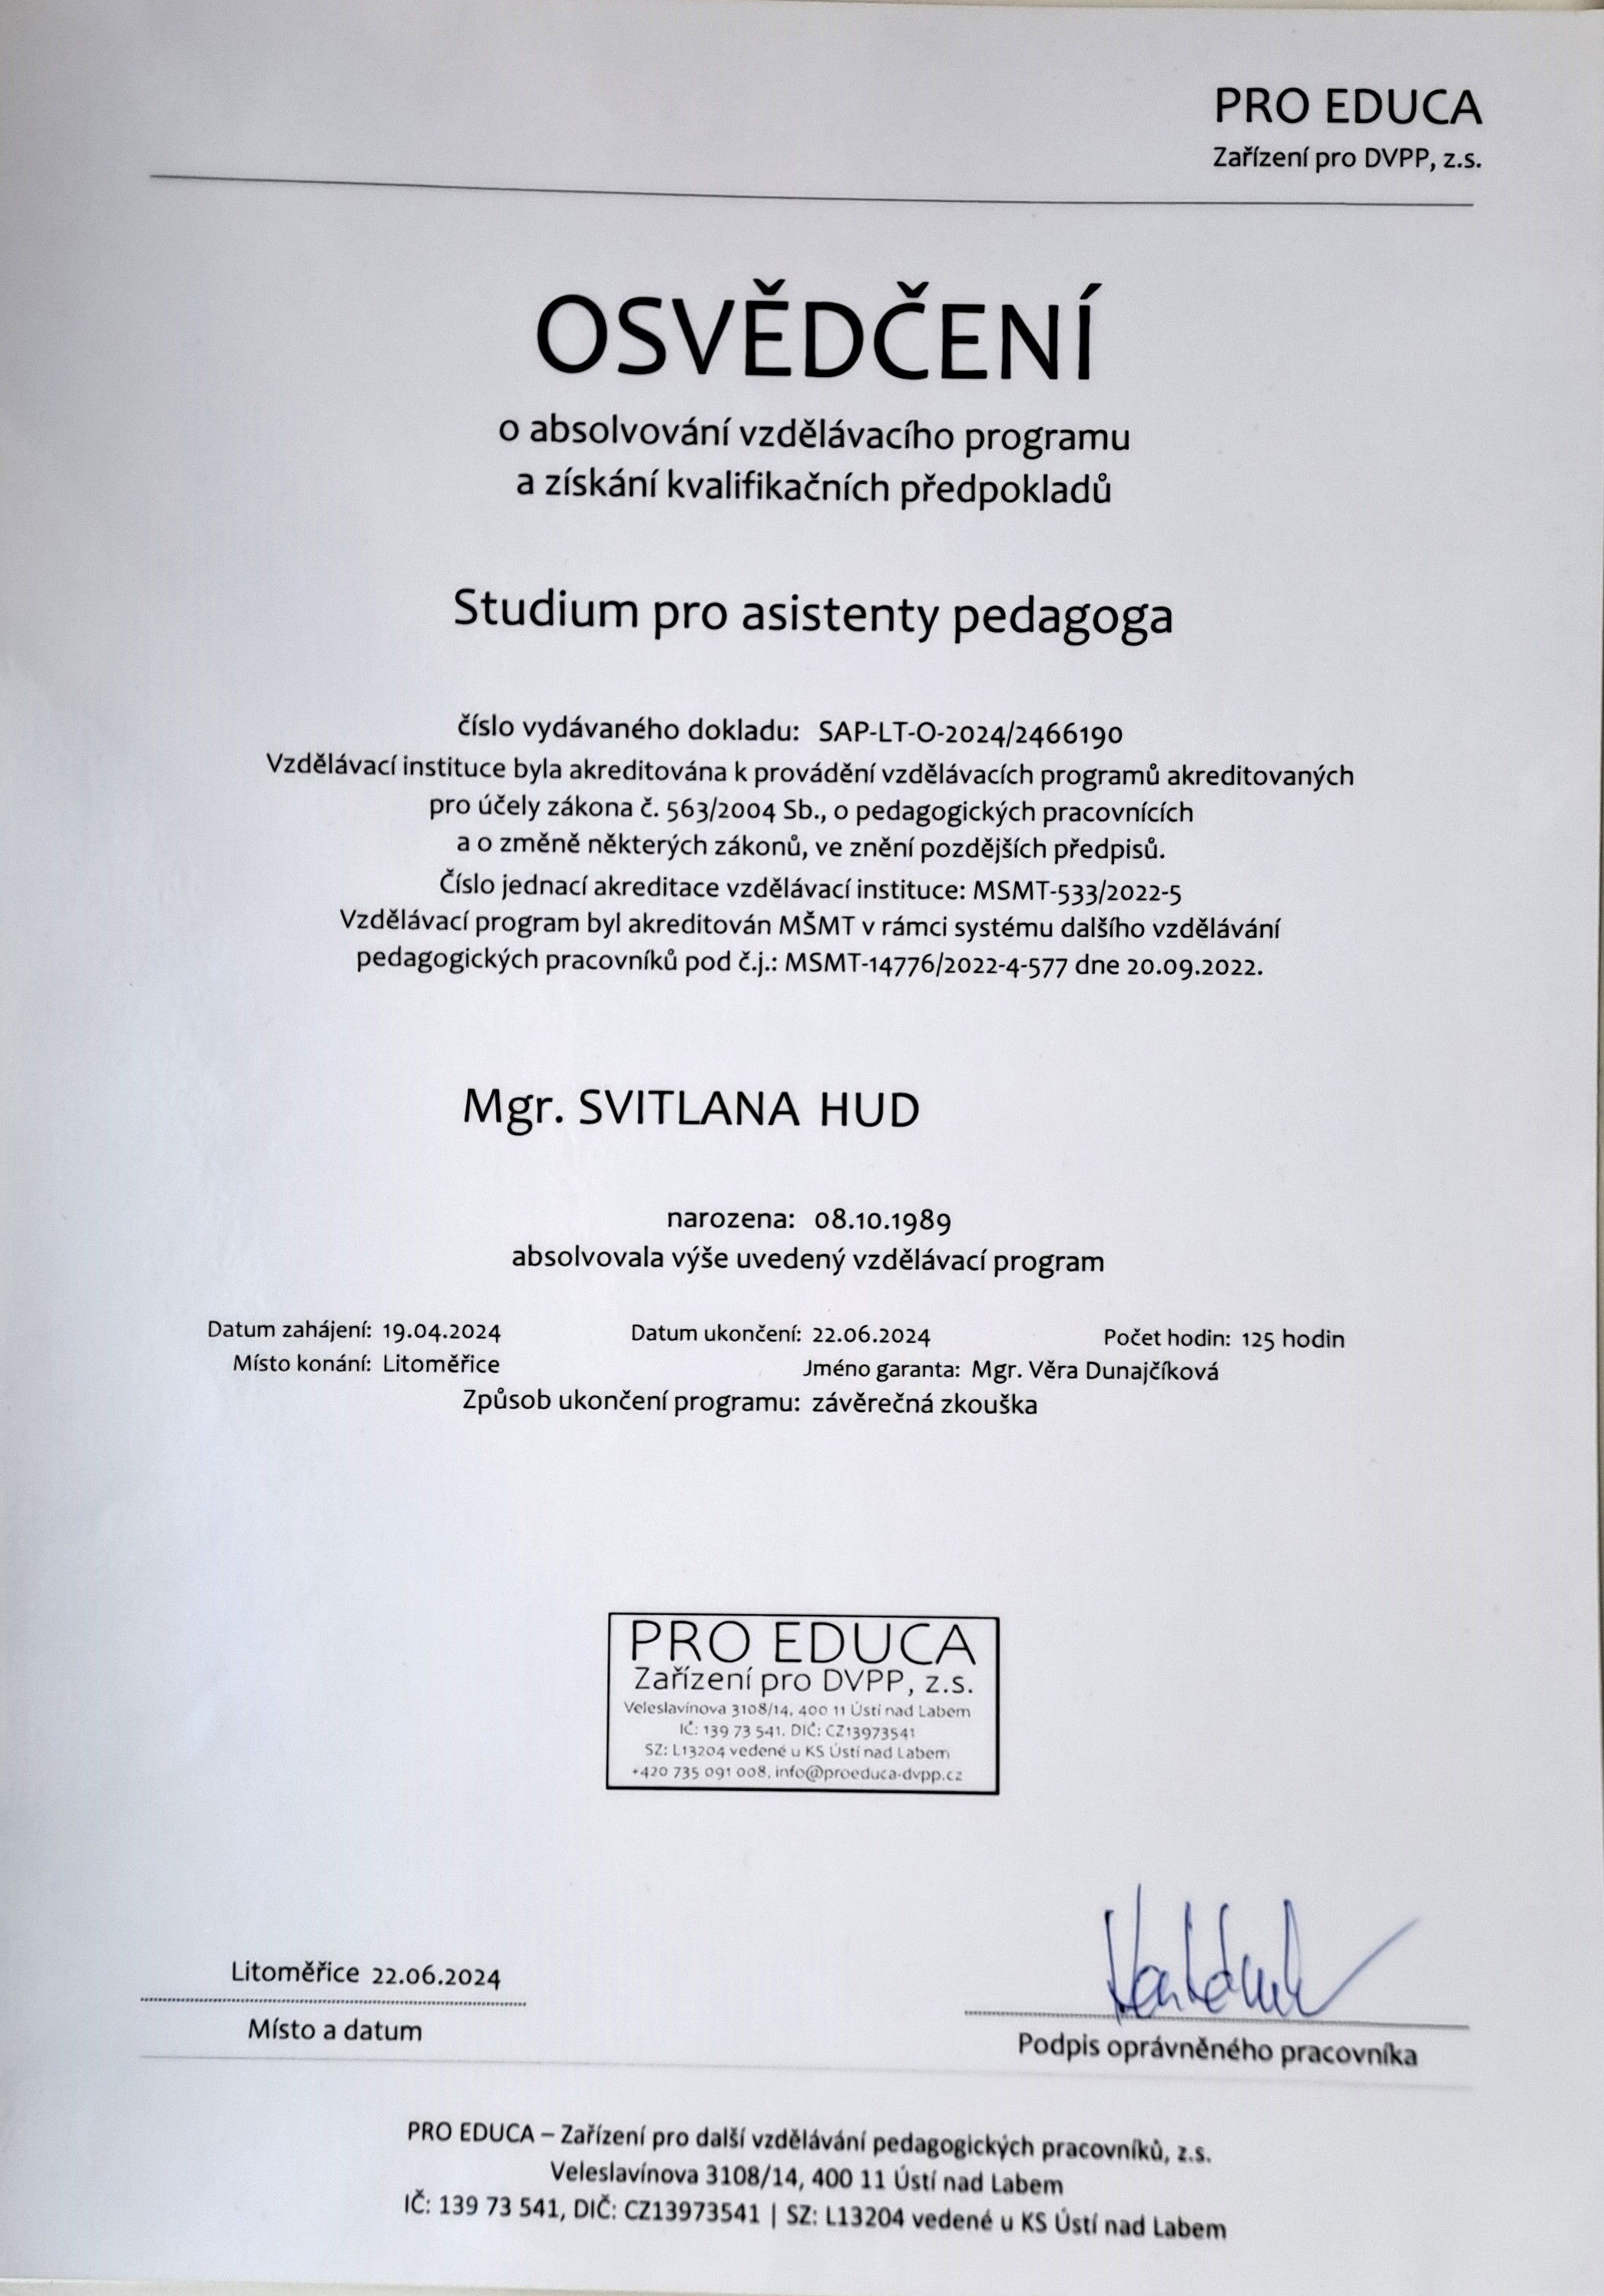 PRO EDUCA
Zařízení pro DVPP, z.s.
OSVĚDČENÍ
o absolvování vzdělávacího programu
a získání kvalifikačních předpokladů
Studium pro asistenty pedagoga
číslo vydávaného dokladu: SAP-LT-O-2024/2466190
Vzdělávací instituce byla akreditována k provádění vzdělávacích programů akreditovaných
pro účely zákona č. 563/2004 Sb., o pedagogických pracovnících
a o změně některých zákonů, ve znění pozdějších předpisů.
Číslo jednací akreditace vzdělávací instituce: MSMT-533/2022-5
Vzdělávací program byl akreditován MŠMT v rámci systému dalšího vzdělávání
pedagogických pracovníků pod č.j.: MSMT-14776/2022-4-577 dne 20.09.2022.
Mgr. SVITLANA HUD
narozena: 08.10.1989
absolvovala výše uvedený vzdělávací program
Datum zahájení: 19.04.2024 Datum ukončení: 22.06.2024 Počet hodin: 125 hodin
Místo konání: Litoměřice Jméno garanta: Mgr. Věra Dunajčíková
Způsob ukončení programu: závěrečná zkouška
PRO EDUCA
Zařízení pro DVPP, z.s.
Veleslavínova 3108/14, 400 11 Ústí nad Labem
IČ: 139 73 541, DIČ: CZ13973541
SZ: L13204 vedené u KS Ústí nad Labem
+420 735 091 008, info@proeduca-dvpp.cz
Litoměřice 22.06.2024
Místo a datum
Podpis oprávněného pracovníka
PRO EDUCA – Zařízení pro další vzdělávání pedagogických pracovníků, z.s.
Veleslavínova 3108/14, 400 11 Ústí nad Labem
IČ: 139 73 541, DIČ: CZ13973541 | SZ: L13204 vedené u KS Ústí nad Labem